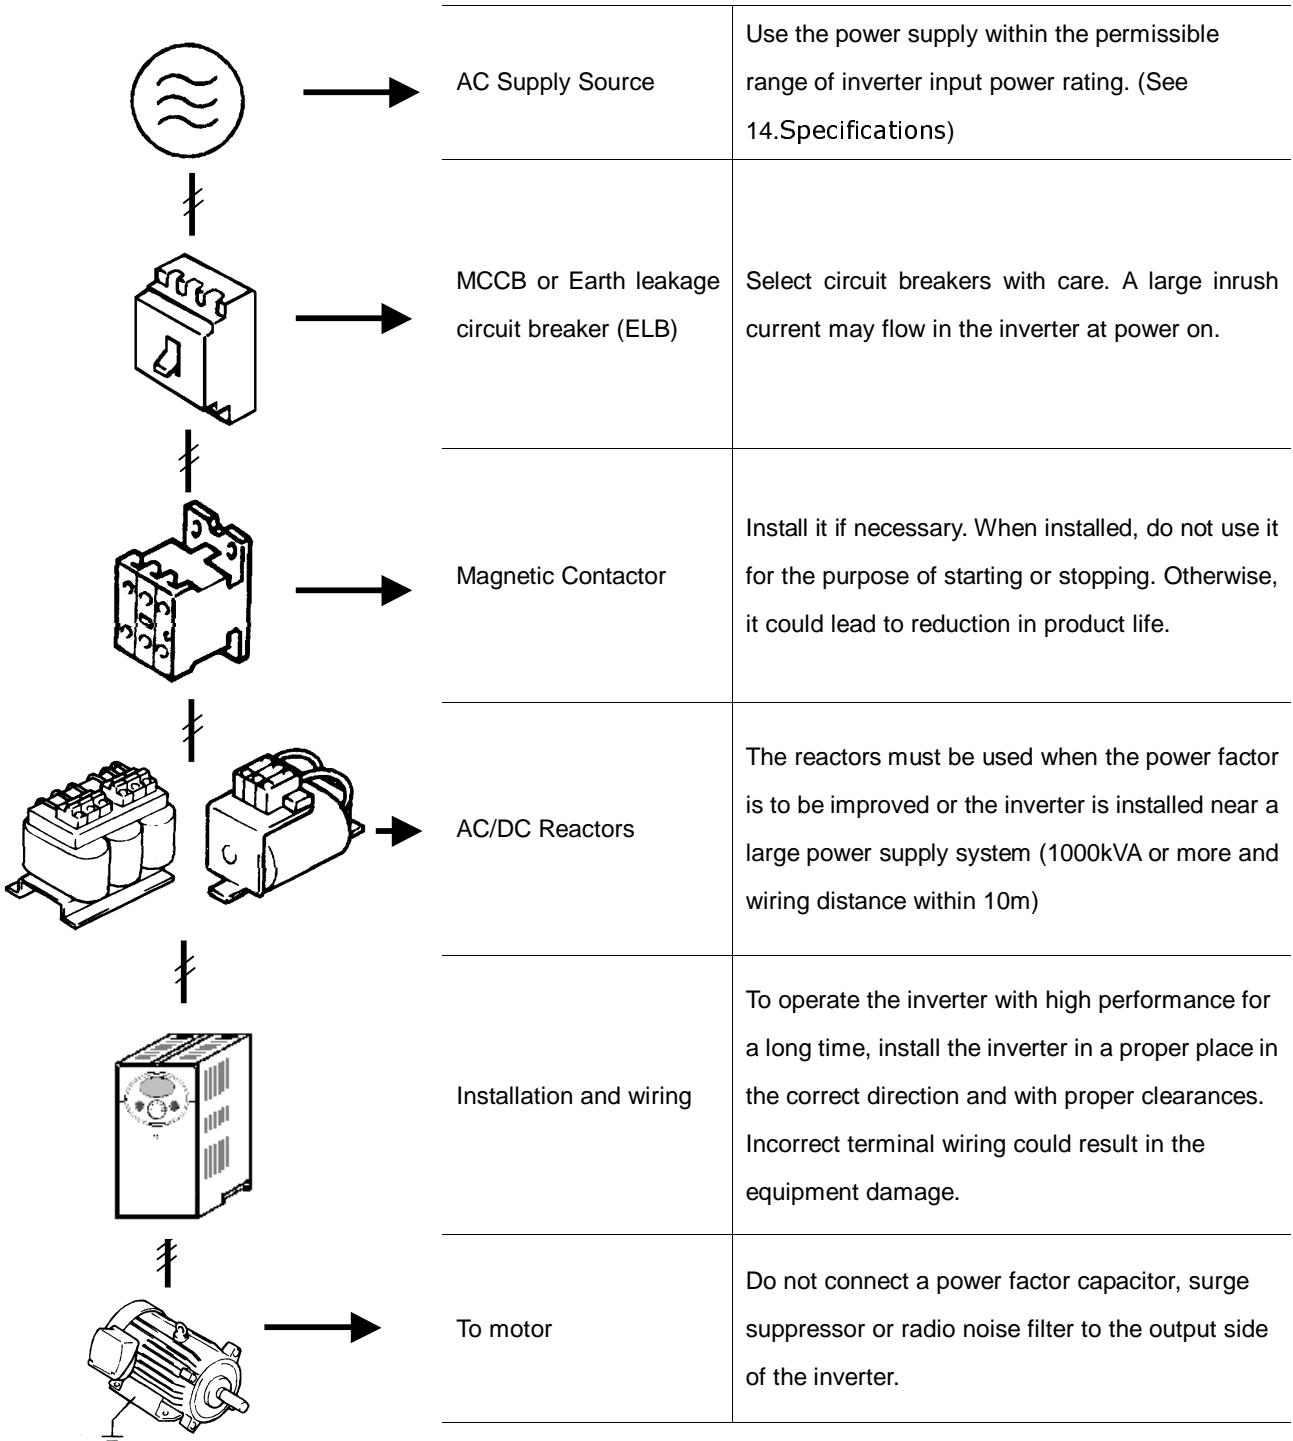 AC Supply Source
Use the power supply within the permissible
range of inverter input power rating. (See
14.Specifications)
MCCB or Earth leakage
circuit breaker (ELB)
Select circuit breakers with care. A large inrush
current may flow in the inverter at power on.
Magnetic Contactor
Install it if necessary. When installed, do not use it
for the purpose of starting or stopping. Otherwise,
it could lead to reduction in product life.
AC/DC Reactors
The reactors must be used when the power factor
is to be improved or the inverter is installed near a
large power supply system (1000kVA or more and
wiring distance within 10m)
Installation and wiring
To operate the inverter with high performance for
a long time, install the inverter in a proper place in
the correct direction and with proper clearances.
Incorrect terminal wiring could result in the
equipment damage.
To motor
Do not connect a power factor capacitor, surge
suppressor or radio noise filter to the output side
of the inverter.